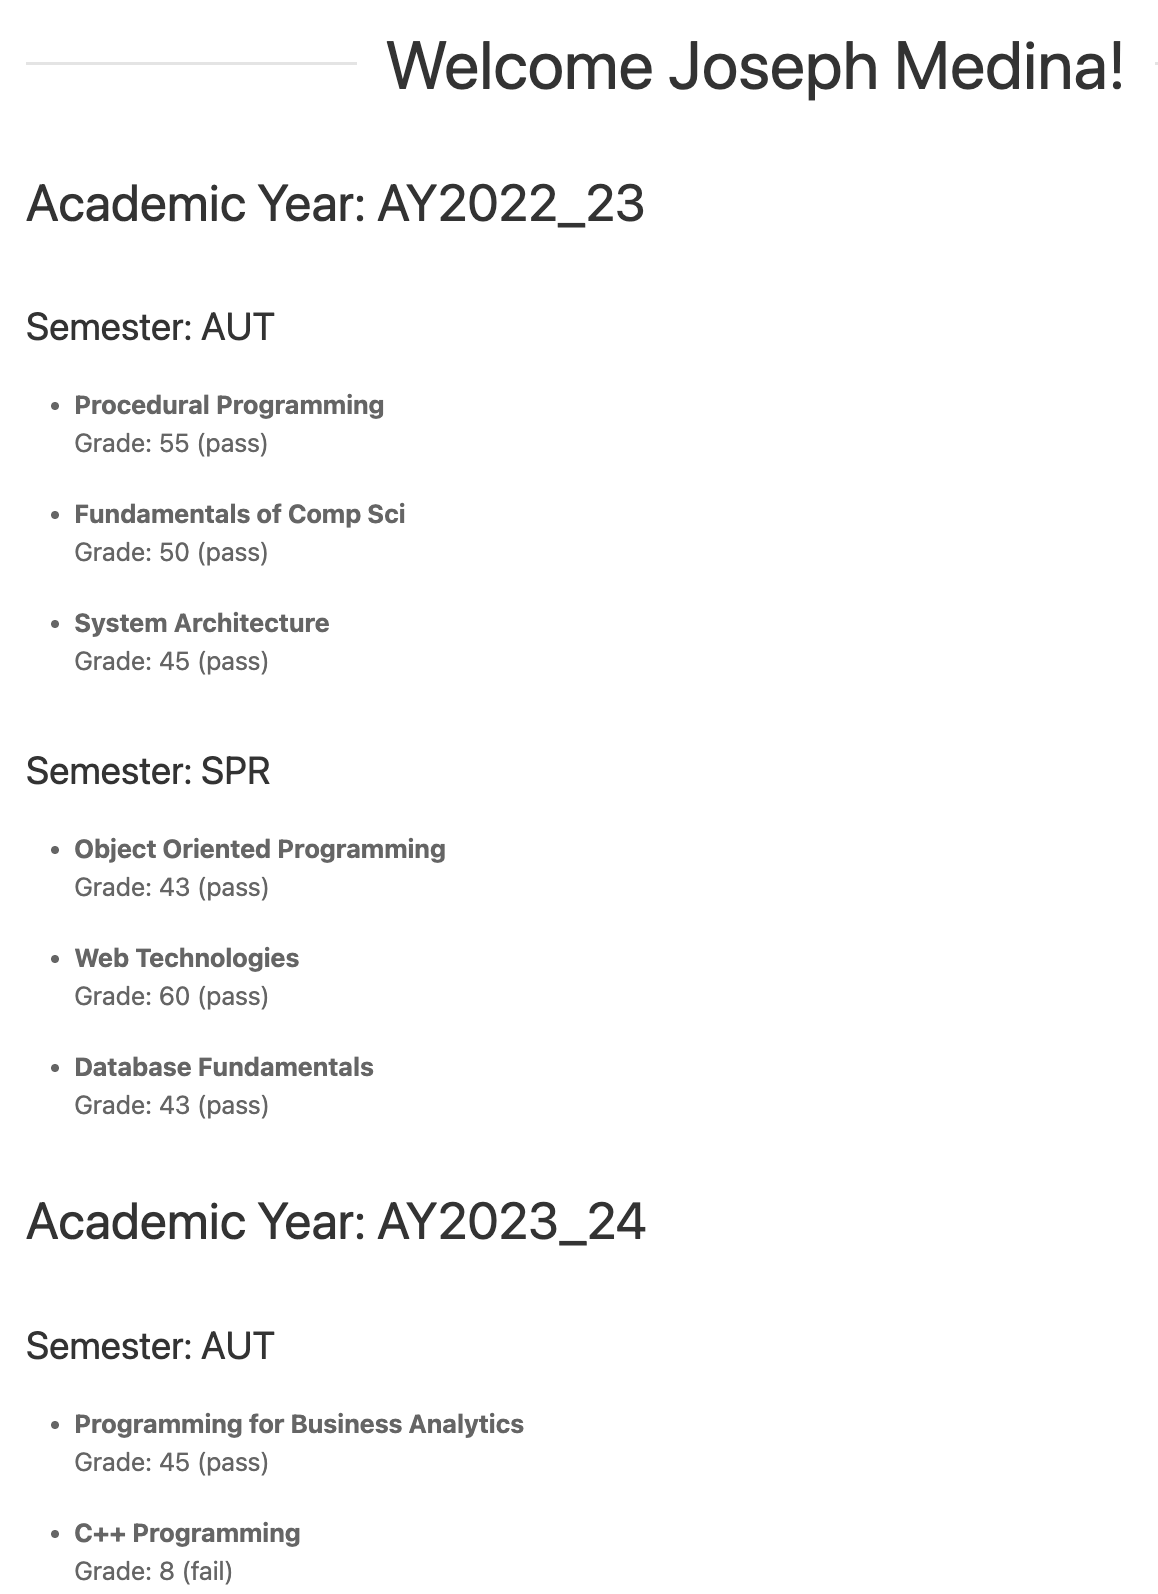 Welcome Joseph Medina!
Academic Year: AY2022_23
Semester: AUT
• Procedural Programming
Grade: 55 (pass)
• Fundamentals of Comp Sci
Grade: 50 (pass)
• System Architecture
Grade: 45 (pass)
Semester: SPR
• Object Oriented Programming
Grade: 43 (pass)
• Web Technologies
Grade: 60 (pass)
• Database Fundamentals
Grade: 43 (pass)
Academic Year: AY2023_24
Semester: AUT
• Programming for Business Analytics
Grade: 45 (pass)
• C++ Programming
Grade: 8 (fail)